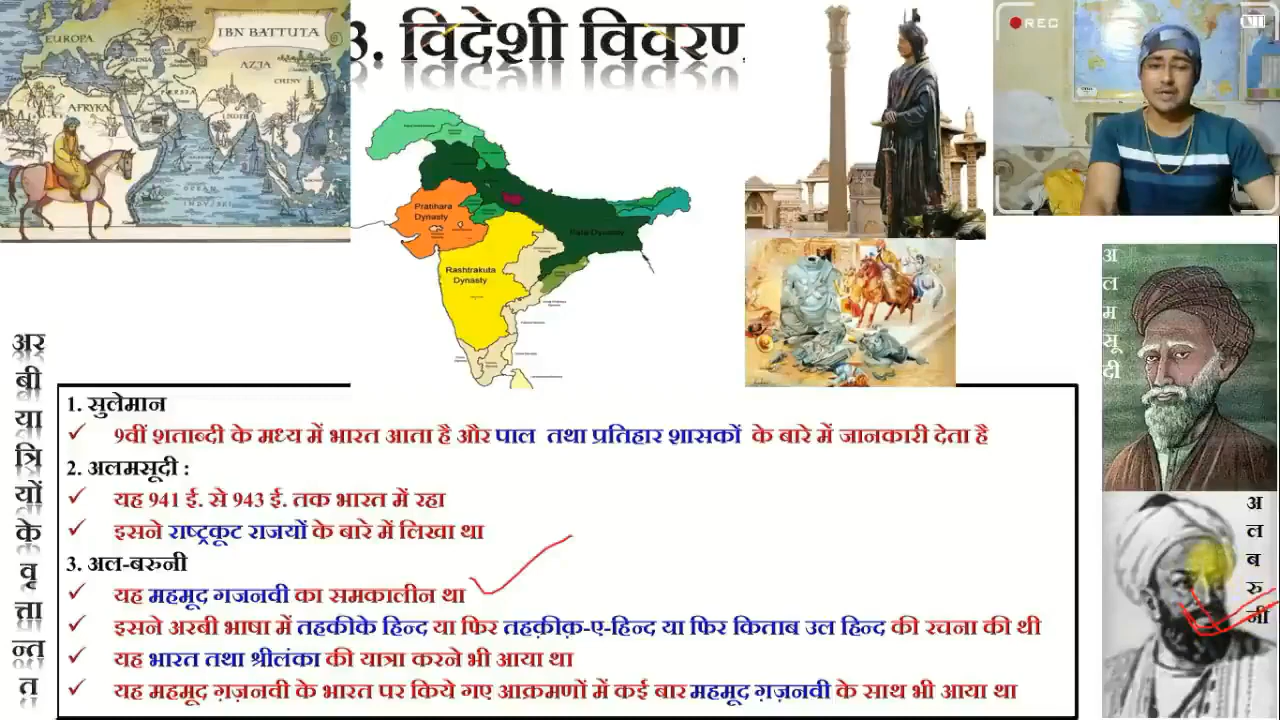 3. विदेशी विवरण
IBN BATTUTA
EUROPA
AZJA
CHINY
PERSIA
AFRYKA
INDIE
REC
Pratihara
Dynasty
Pala Dynasty
Rashtrakuta
Dynasty
अरबी यात्रियों के वृत्तान्त
1. सुलेमान
9वीं शताब्दी के मध्य में भारत आता है और पाल तथा प्रतिहार शासकों के बारे में जानकारी देता है
2. अलमसूदी :
यह 941 ई. से 943 ई. तक भारत में रहा
इसने राष्ट्रकूट राजयों के बारे में लिखा था
3. अल-बरुनी
यह महमूद गजनवी का समकालीन था
इसने अरबी भाषा में तहकीके हिन्द या फिर तहक़ीक़-ए-हिन्द या फिर किताब उल हिन्द की रचना की थी
यह भारत तथा श्रीलंका की यात्रा करने भी आया था
यह महमूद ग़ज़नवी के भारत पर किये गए आक्रमणों में कई बार महमूद ग़ज़नवी के साथ भी आया था
अलमसूदी
अलबरुनी